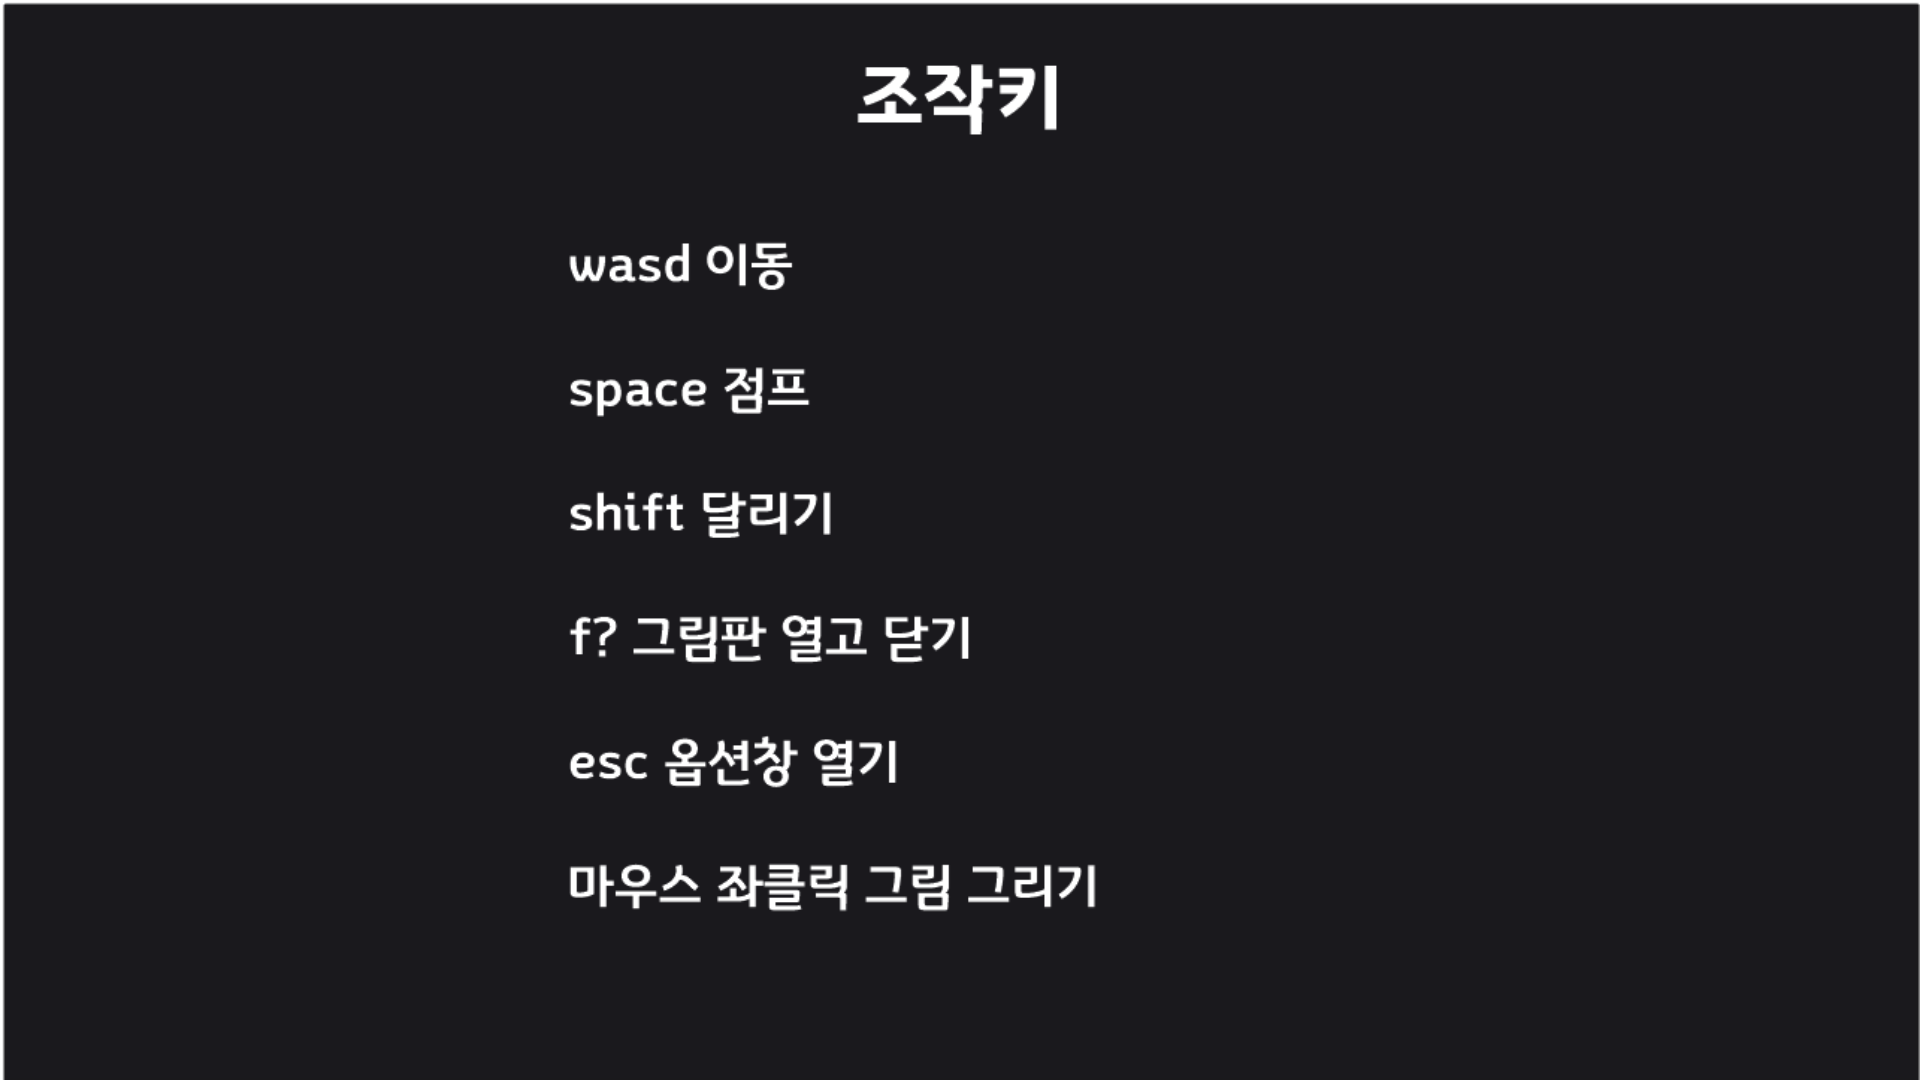 조작키
wasd 이동
space 점프
shift 달리기
f? 그림판 열고 닫기
esc 옵션창 열기
마우스 좌클릭 그림 그리기